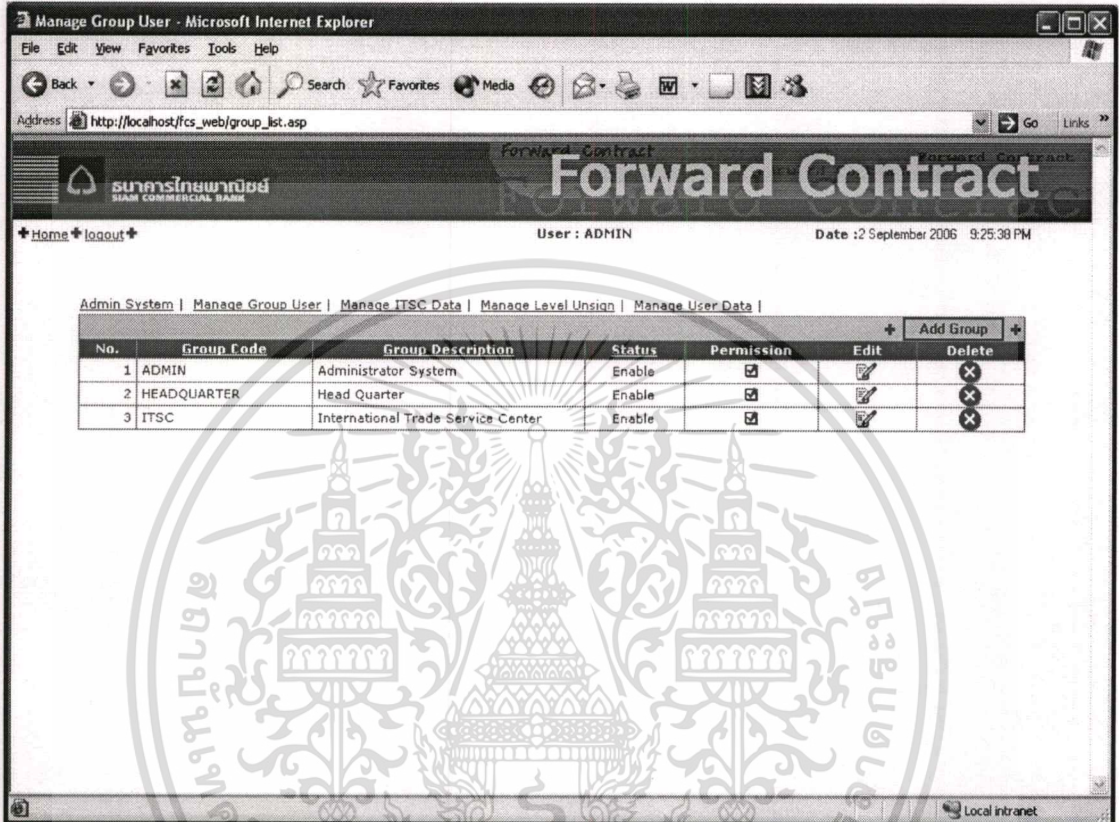 Manage Group User - Microsoft Internet Explorer
File Edit View Favorites Tools Help
Back Search Favorites Media
Address http://localhost/fcs_web/group_list.asp Go Links »
Forward Contract
ธนาคารไทยพาณิชย์
SIAM COMMERCIAL BANK
Forward Contract
Home logout User : ADMIN Date :2 September 2006 9:25:38 PM
Admin System | Manage Group User | Manage ITSC Data | Manage Level Unsign | Manage User Data |
Add Group
No. Group Code Group Description Status Permission Edit Delete
1 ADMIN Administrator System Enable
2 HEADQUARTER Head Quarter Enable
3 ITSC International Trade Service Center Enable
Local intranet